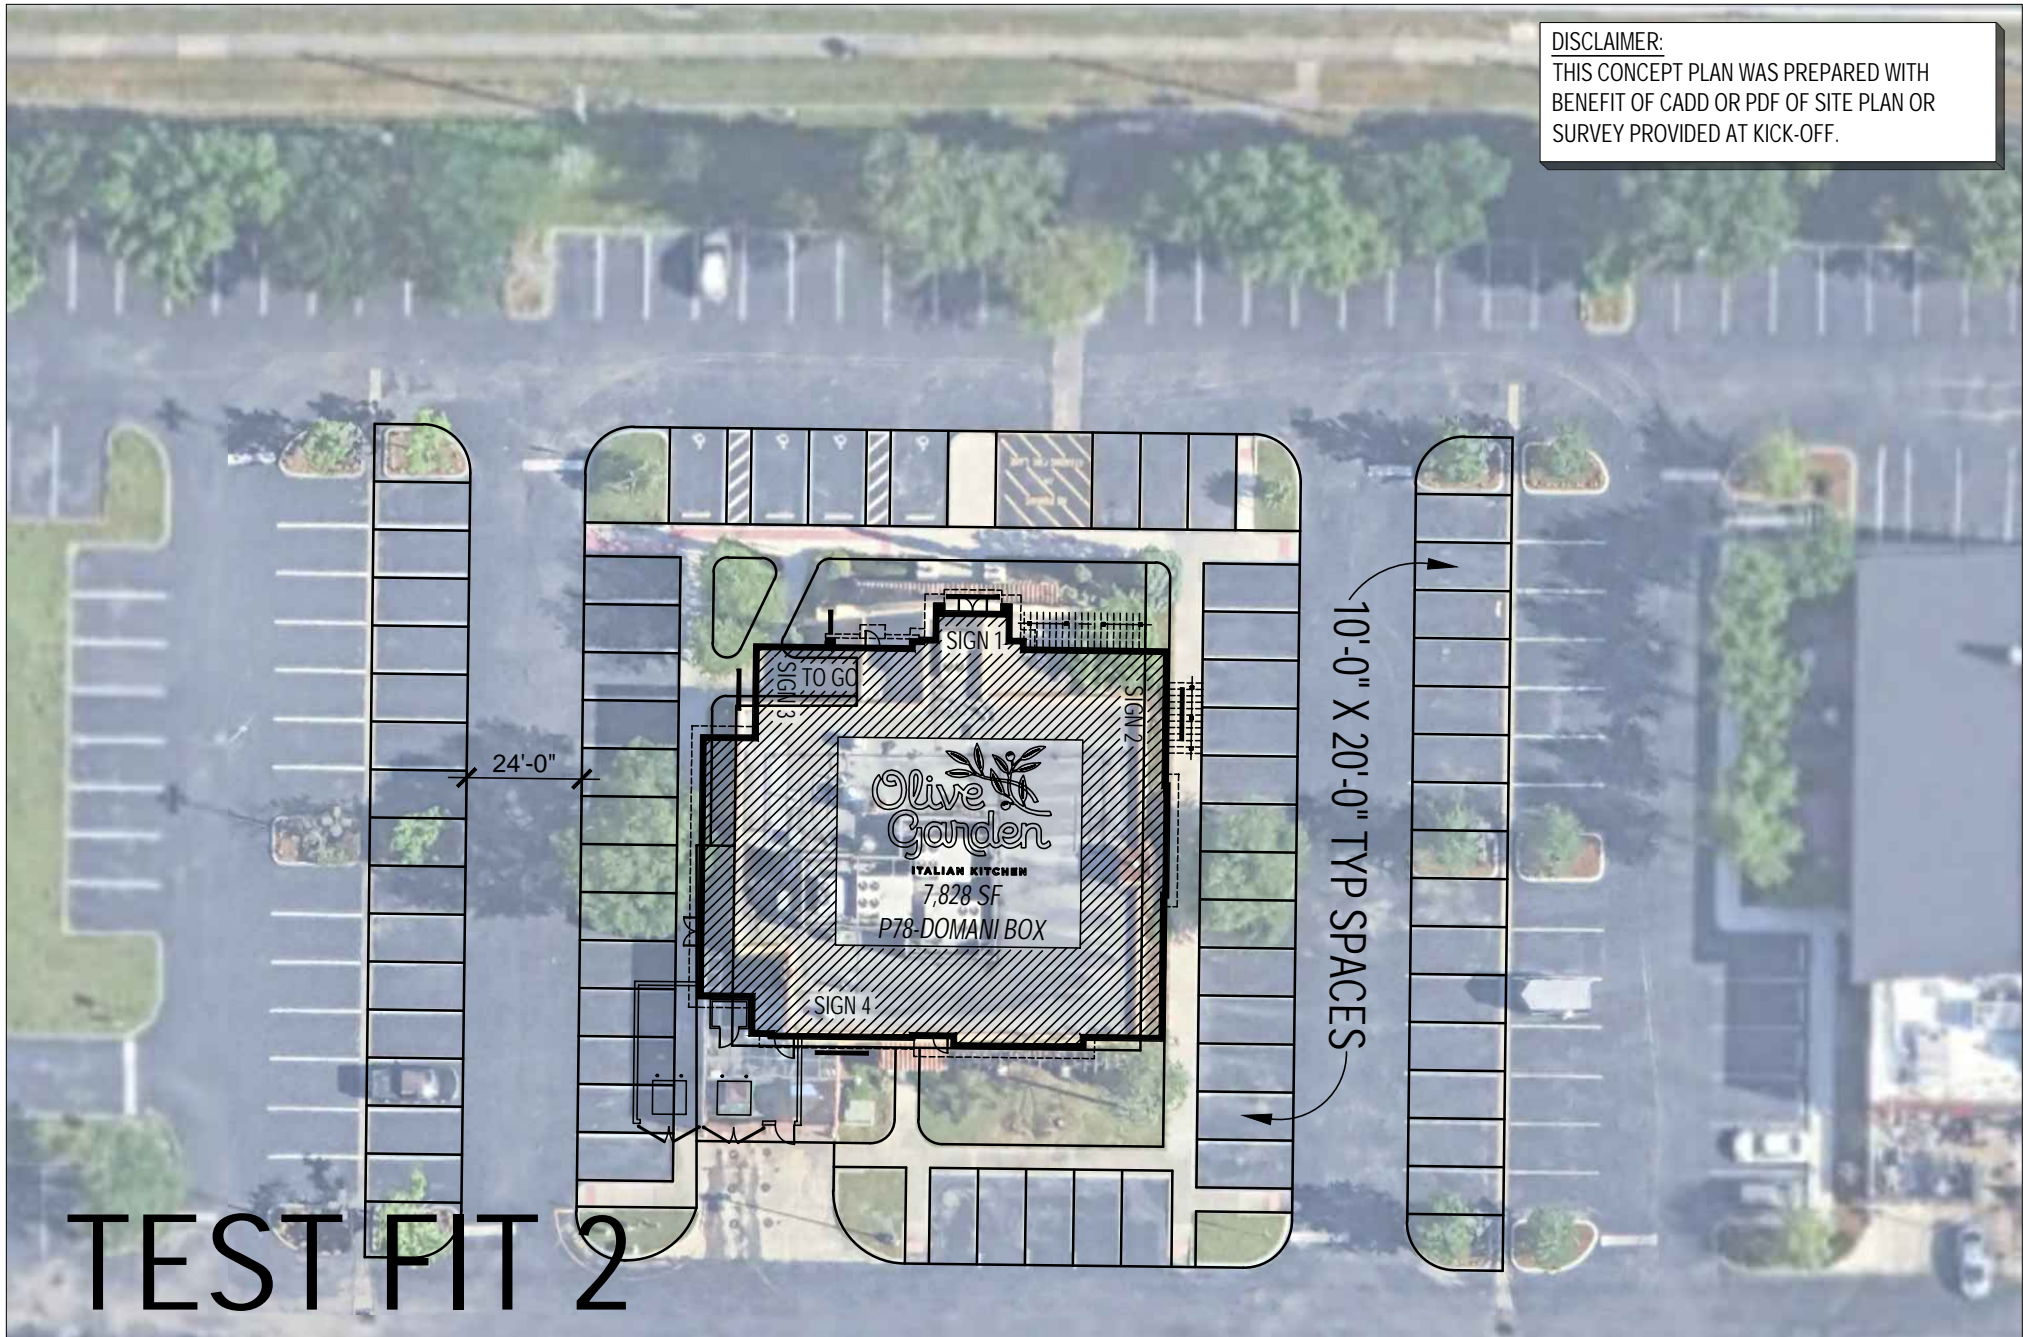 DISCLAIMER:
THIS CONCEPT PLAN WAS PREPARED WITH
BENEFIT OF CADD OR PDF OF SITE PLAN OR
SURVEY PROVIDED AT KICK-OFF.
SIGN 1
TO GO
SIGN 3
SIGN 2
24'-0"
Olive
Garden
ITALIAN KITCHEN
7,828 SF
P78-DOMANI BOX
10'-0" X 20'-0" TYP SPACES
SIGN 4
TEST FIT 2